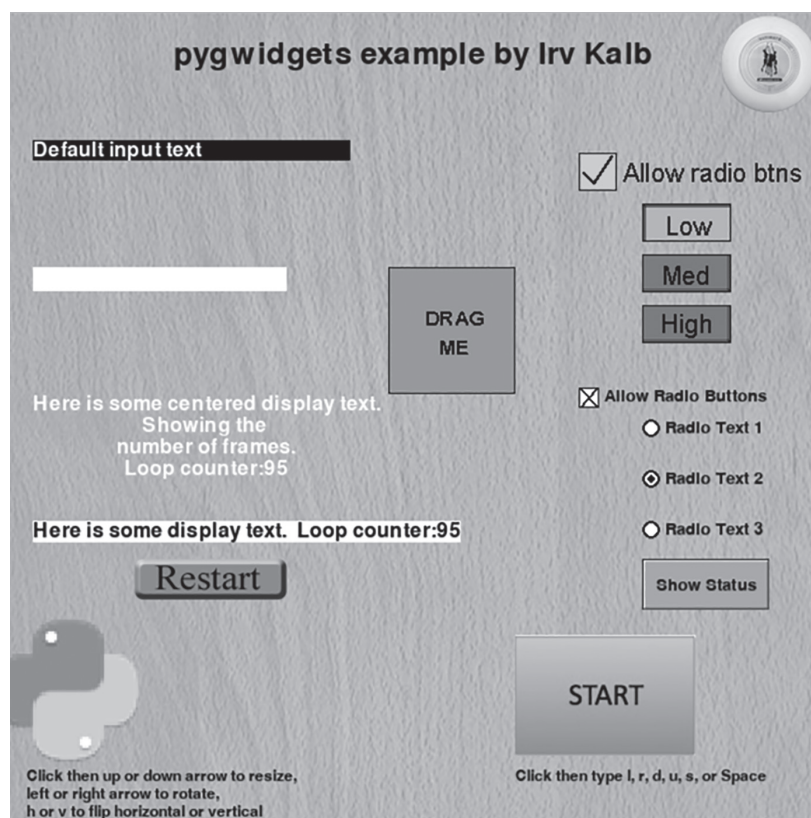 pygwidgets example by Irv Kalb
Default input text
Allow radio btns
Low
Med
High
DRAG
ME
Here is some centered display text.
Showing the
number of frames.
Loop counter:95
Allow Radio Buttons
Radio Text 1
Radio Text 2
Radio Text 3
Here is some display text.  Loop counter:95
Restart
Show Status
START
Click then up or down arrow to resize,
left or right arrow to rotate,
h or v to flip horizontal or vertical
Click then type l, r, d, u, s, or Space